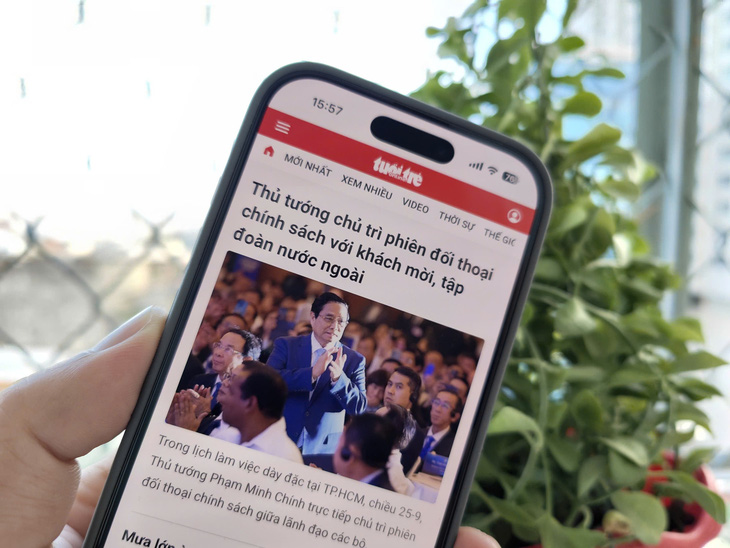 15:57
70
tuổi trẻ
MỚI NHẤT XEM NHIỀU VIDEO THỜI SỰ THẾ GIỚ
Thủ tướng chủ trì phiên đối thoại
chính sách với khách mời, tập
đoàn nước ngoài
Trong lịch làm việc dày đặc tại TP.HCM, chiều 25-9,
Thủ tướng Phạm Minh Chính trực tiếp chủ trì phiên
đối thoại chính sách giữa lãnh đạo các bộ
Mưa lớn